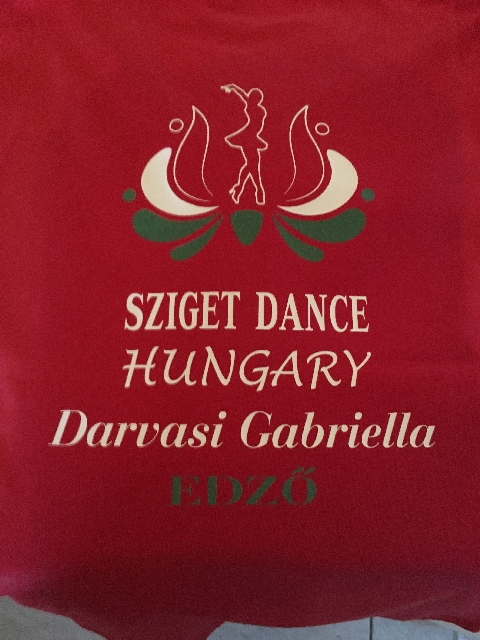 SZIGET DANCE
HUNGARY
Darvasi Gabriella
EDZŐ